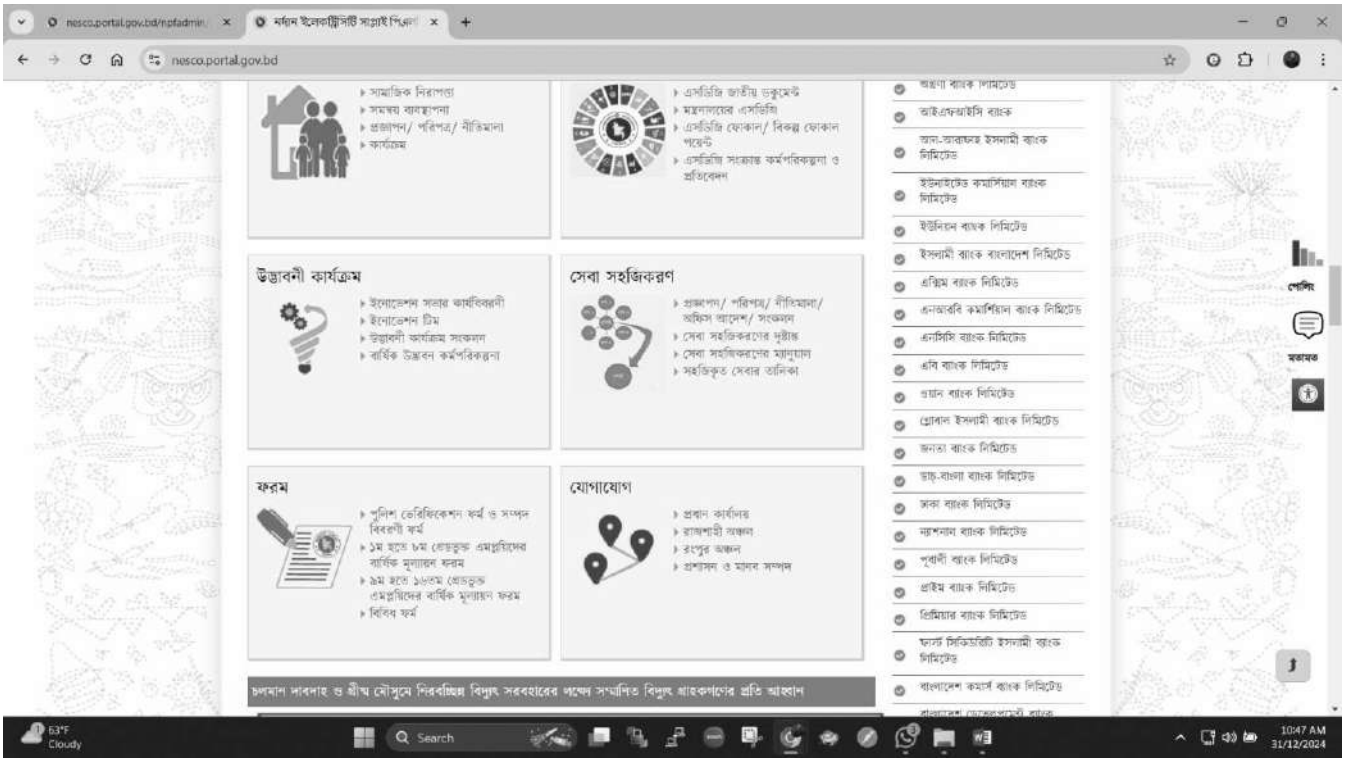 nesco.portal.gov.bd/npfadmin
নর্দান ইলেকট্রিসিটি সাপ্লাই পিএল
nesco.portal.gov.bd
সামাজিক নিরাপত্তা
সমন্বয় ব্যবস্থাপনা
প্রজ্ঞাপন/ পরিপত্র/ নীতিমালা
কার্যক্রম
এসডিজি জাতীয় ডকুমেন্ট
মন্ত্রণালয়ের এসডিজি
এসডিজি ফোকাল/ বিকল্প ফোকাল
পয়েন্ট
এসডিজি সংক্রান্ত কর্মপরিকল্পনা ও
প্রতিবেদন
উদ্ভাবনী কার্যক্রম
ইনোভেশন সভার কার্যবিবরণী
ইনোভেশন টিম
উদ্ভাবনী কার্যক্রম সংকলন
বার্ষিক উদ্ভাবন কর্মপরিকল্পনা
সেবা সহজিকরণ
প্রজ্ঞাপন/ পরিপত্র/ নীতিমালা/
অফিস আদেশ/ সংকলন
সেবা সহজিকরণের দৃষ্টান্ত
সেবা সহজিকরণের ম্যানুয়াল
সহজিকৃত সেবার তালিকা
ফরম
পুলিশ ভেরিফিকেশন ফর্ম ও সম্পদ
বিবরণী ফর্ম
১ম হতে ৮ম গ্রেডভুক্ত এমপ্লয়িদের
বার্ষিক মূল্যায়ন ফরম
৯ম হতে ১৬তম গ্রেডভুক্ত
এমপ্লয়িদের বার্ষিক মূল্যায়ন ফরম
বিবিধ ফর্ম
যোগাযোগ
প্রধান কার্যালয়
রাজশাহী অঞ্চল
রংপুর অঞ্চল
প্রশাসন ও মানব সম্পদ
চলমান দাবদাহ ও গ্রীষ্ম মৌসুমে নিরবচ্ছিন্ন বিদ্যুৎ সরবহারের লক্ষ্যে সম্মানিত বিদ্যুৎ গ্রাহকগণের প্রতি আহ্বান
অগ্রণী ব্যাংক লিমিটেড
আইএফআইসি ব্যাংক
আল-আরাফাহ ইসলামী ব্যাংক
লিমিটেড
ইউনাইটেড কমার্সিয়াল ব্যাংক
লিমিটেড
ইউনিয়ন ব্যাংক লিমিটেড
ইসলামী ব্যাংক বাংলাদেশ লিমিটেড
এক্সিম ব্যাংক লিমিটেড
এনআরবি কমার্শিয়াল ব্যাংক লিমিটেড
এনসিসি ব্যাংক লিমিটেড
এবি ব্যাংক লিমিটেড
ওয়ান ব্যাংক লিমিটেড
গ্লোবাল ইসলামী ব্যাংক লিমিটেড
জনতা ব্যাংক লিমিটেড
ডাচ্-বাংলা ব্যাংক লিমিটেড
ঢাকা ব্যাংক লিমিটেড
ন্যাশনাল ব্যাংক লিমিটেড
পূবালী ব্যাংক লিমিটেড
প্রাইম ব্যাংক লিমিটেড
প্রিমিয়ার ব্যাংক লিমিটেড
ফার্স্ট সিকিউরিটি ইসলামী ব্যাংক
লিমিটেড
বাংলাদেশ কমার্স ব্যাংক লিমিটেড
বাংলাদেশ ডেভেলপমেন্ট ব্যাংক
পোলিং
মতামত
63°F
Cloudy
Search
10:47 AM
31/12/2024